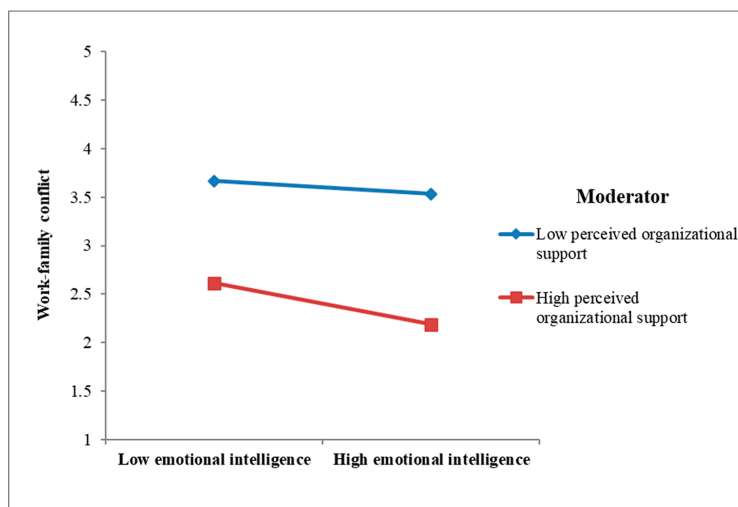 5
4.5
4
3.5
3
2.5
2
1.5
1
Work-family conflict
Low emotional intelligence
High emotional intelligence
Moderator
Low perceived organizational
support
High perceived
organizational support